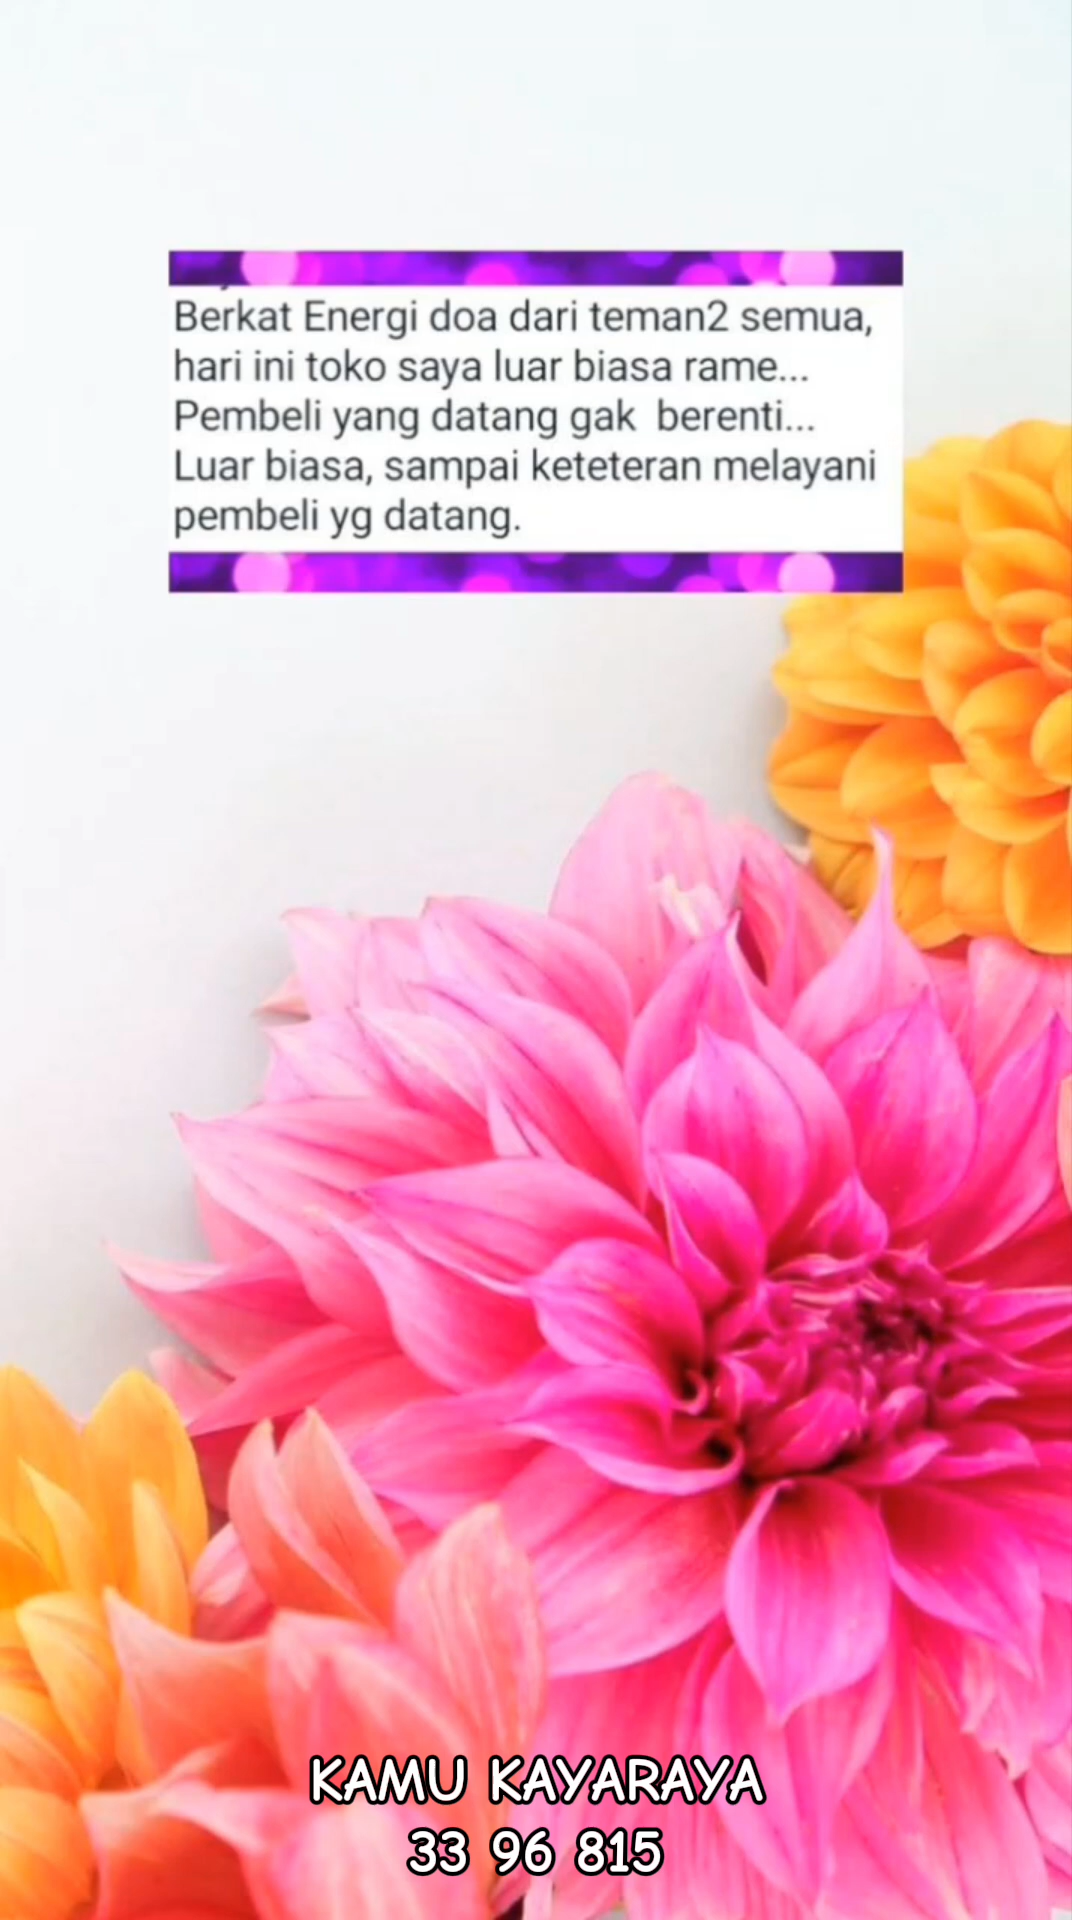 Berkat Energi doa dari teman2 semua,
hari ini toko saya luar biasa rame...
Pembeli yang datang gak berenti...
Luar biasa, sampai keteteran melayani
pembeli yg datang.
KAMU KAYARAYA
33 96 815